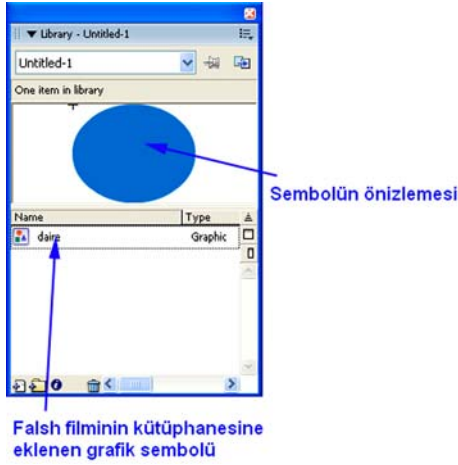 Library - Untitled-1
Untitled-1
One item in library
Sembolün önizlemesi
Name Type
daire Graphic
Falsh filminin kütüphanesine
eklenen grafik sembolü